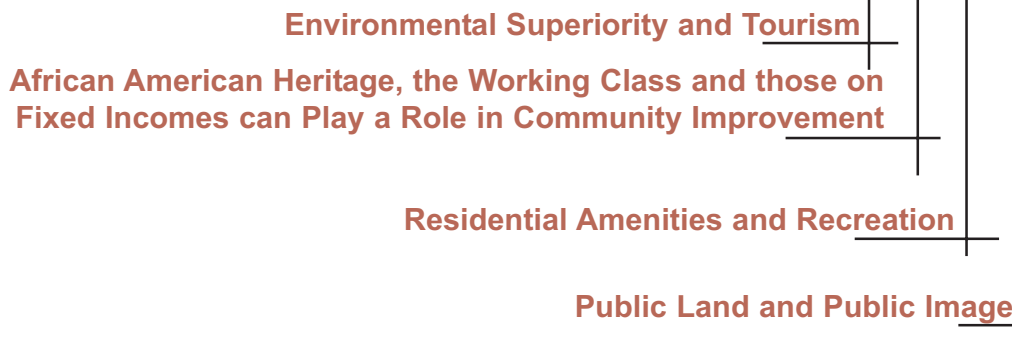 Environmental Superiority and Tourism
African American Heritage, the Working Class and those on
Fixed Incomes can Play a Role in Community Improvement
Residential Amenities and Recreation
Public Land and Public Image